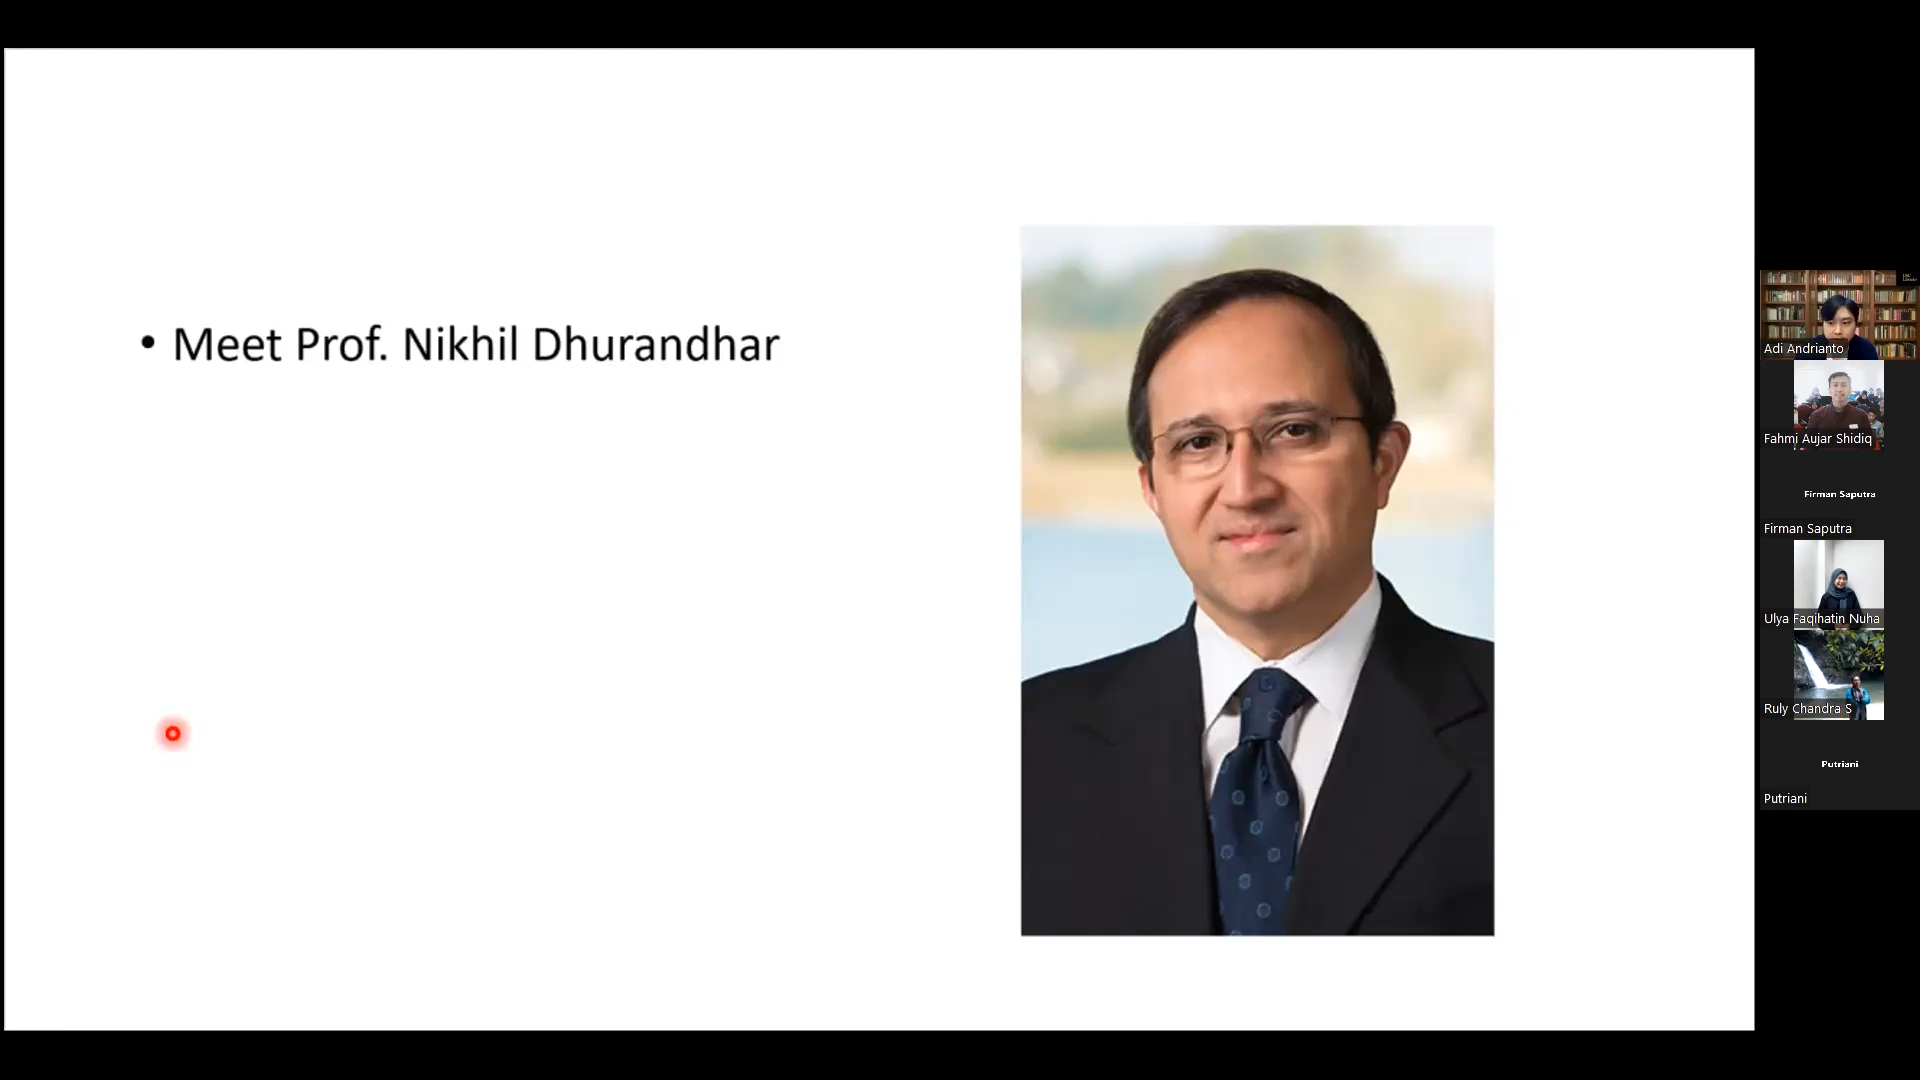 • Meet Prof. Nikhil Dhurandhar
Adi Andrianto
Fahmi Aujar Shidiq
Firman Saputra
Firman Saputra
Ulya Faqihatin Nuha
Ruly Chandra S
Putriani
Putriani